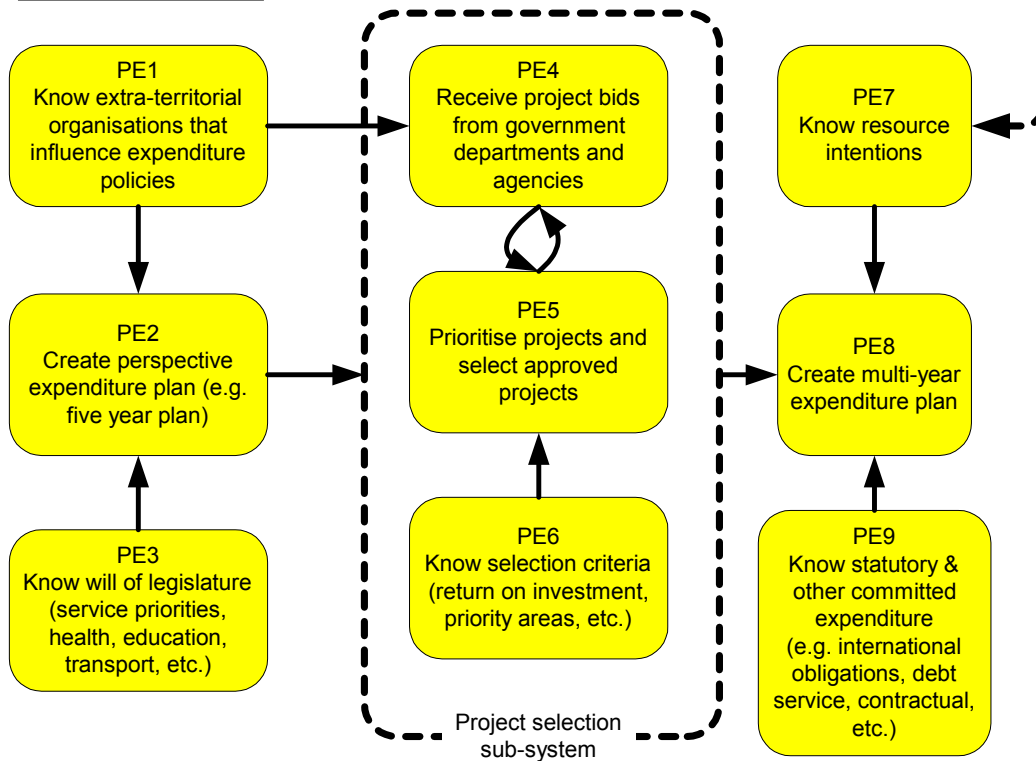 PE1
Know extra-territorial
organisations that
influence expenditure
policies
PE2
Create perspective
expenditure plan (e.g.
five year plan)
PE3
Know will of legislature
(service priorities,
health, education,
transport, etc.)
PE4
Receive project bids
from government
departments and
agencies
PE5
Prioritise projects and
select approved
projects
PE6
Know selection criteria
(return on investment,
priority areas, etc.)
Project selection
sub-system
PE7
Know resource
intentions
PE8
Create multi-year
expenditure plan
PE9
Know statutory &
other committed
expenditure
(e.g. international
obligations, debt
service, contractual,
etc.)